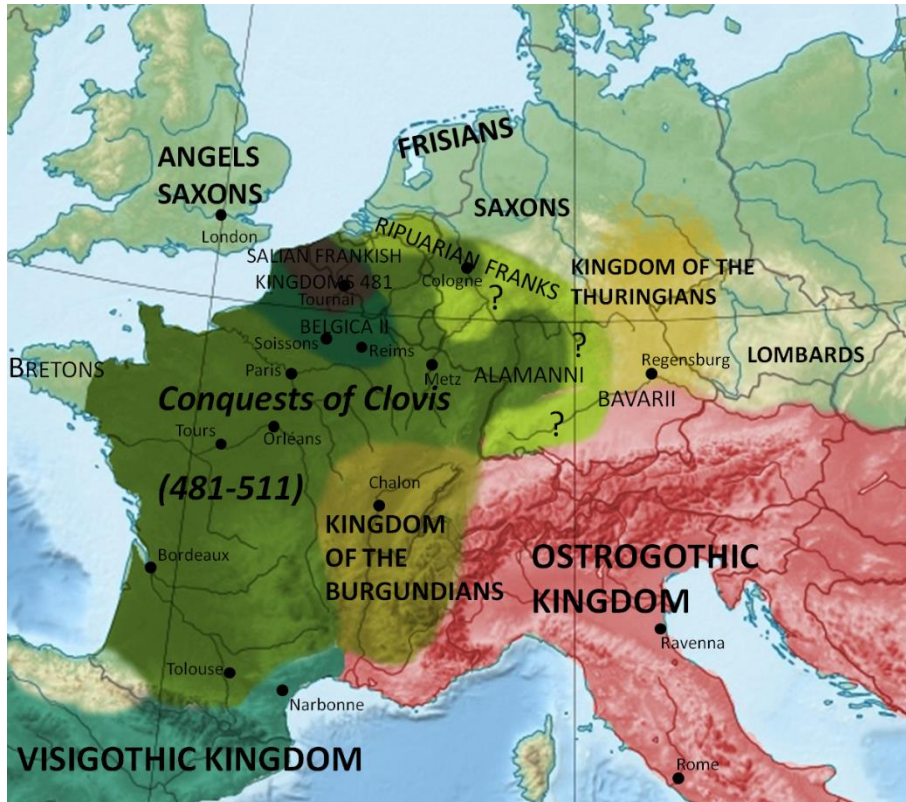 FRISIANS
ANGELS
SAXONS
London
SAXONS
RIPUARIAN FRANKS
SALIAN FRANKISH
KINGDOMS 481
Tournai
Cologne
?
KINGDOM OF THE
THURINGIANS
BELGICA II
Soissons
Reims
?
BRETONS
Paris
Metz
ALAMANNI
Regensburg
LOMBARDS
BAVARII
Conquests of Clovis
?
Tours
Orléans
(481-511)
Chalon
KINGDOM
OF THE
BURGUNDIANS
Bordeaux
OSTROGOTHIC
KINGDOM
Ravenna
Tolouse
Narbonne
VISIGOTHIC KINGDOM
Rome